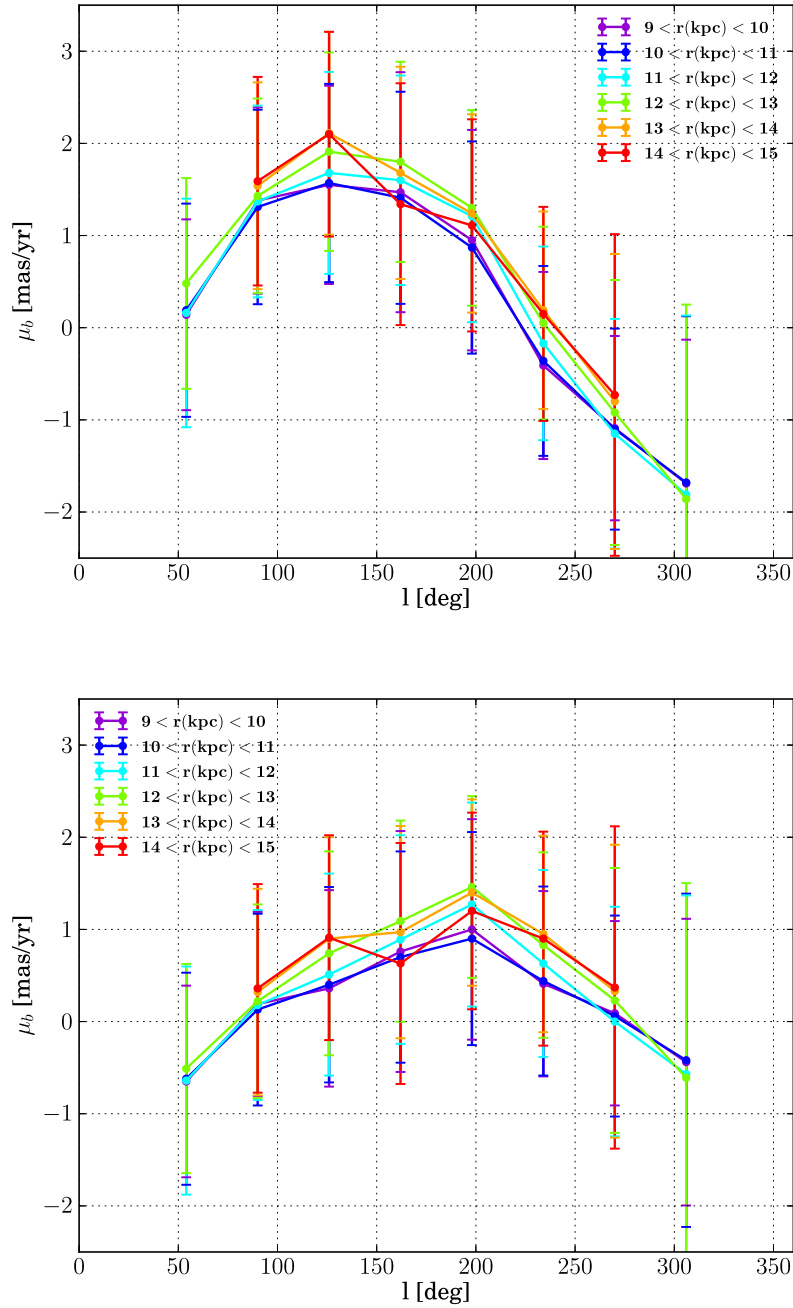 3
2
1
0
−1
−2
μb [mas/yr]
9 < r(kpc) < 10
10 < r(kpc) < 11
11 < r(kpc) < 12
12 < r(kpc) < 13
13 < r(kpc) < 14
14 < r(kpc) < 15
0 50 100 150 200 250 300 350
l [deg]
3
2
1
0
−1
−2
μb [mas/yr]
9 < r(kpc) < 10
10 < r(kpc) < 11
11 < r(kpc) < 12
12 < r(kpc) < 13
13 < r(kpc) < 14
14 < r(kpc) < 15
0 50 100 150 200 250 300 350
l [deg]